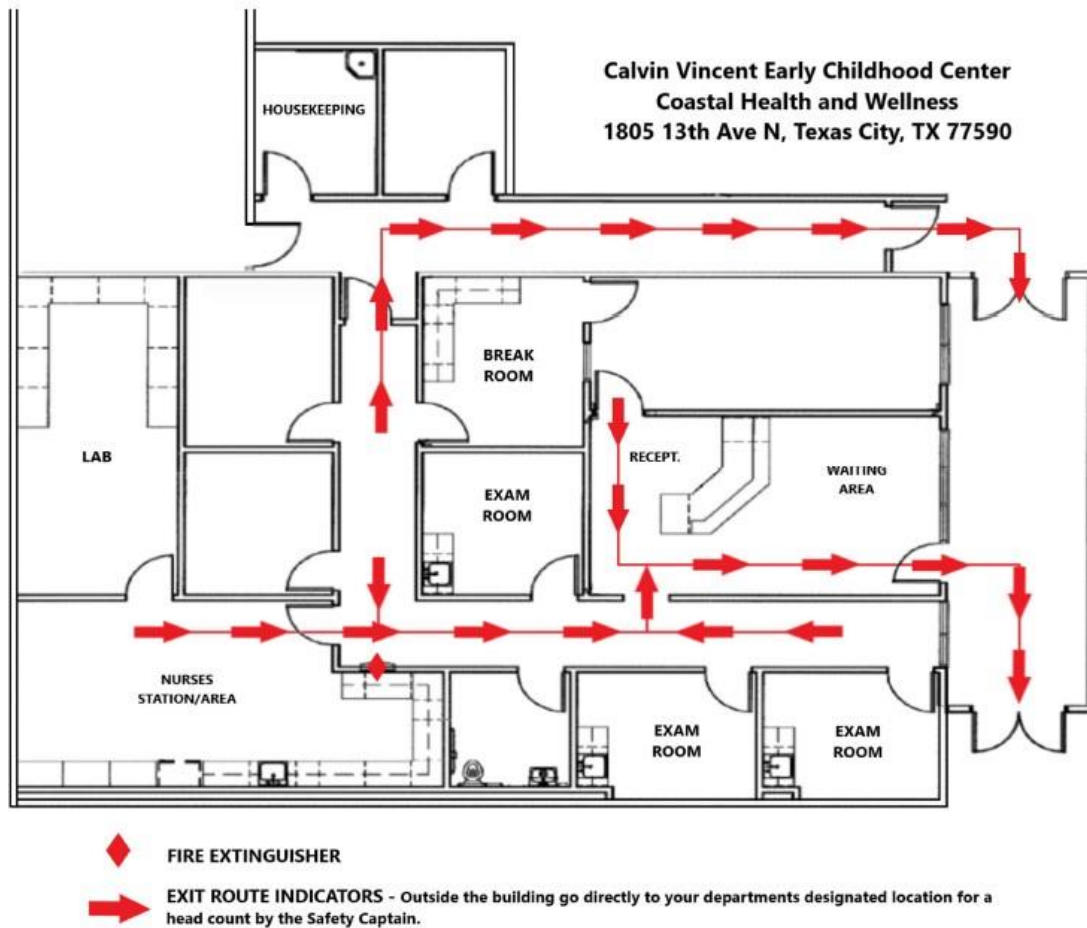 Calvin Vincent Early Childhood Center
Coastal Health and Wellness
1805 13th Ave N, Texas City, TX 77590
HOUSEKEEPING
BREAK
ROOM
LAB
RECEPT.
WAITING
AREA
EXAM
ROOM
NURSES
STATION/AREA
EXAM
ROOM
EXAM
ROOM
FIRE EXTINGUISHER
EXIT ROUTE INDICATORS - Outside the building go directly to your departments designated location for a
head count by the Safety Captain.